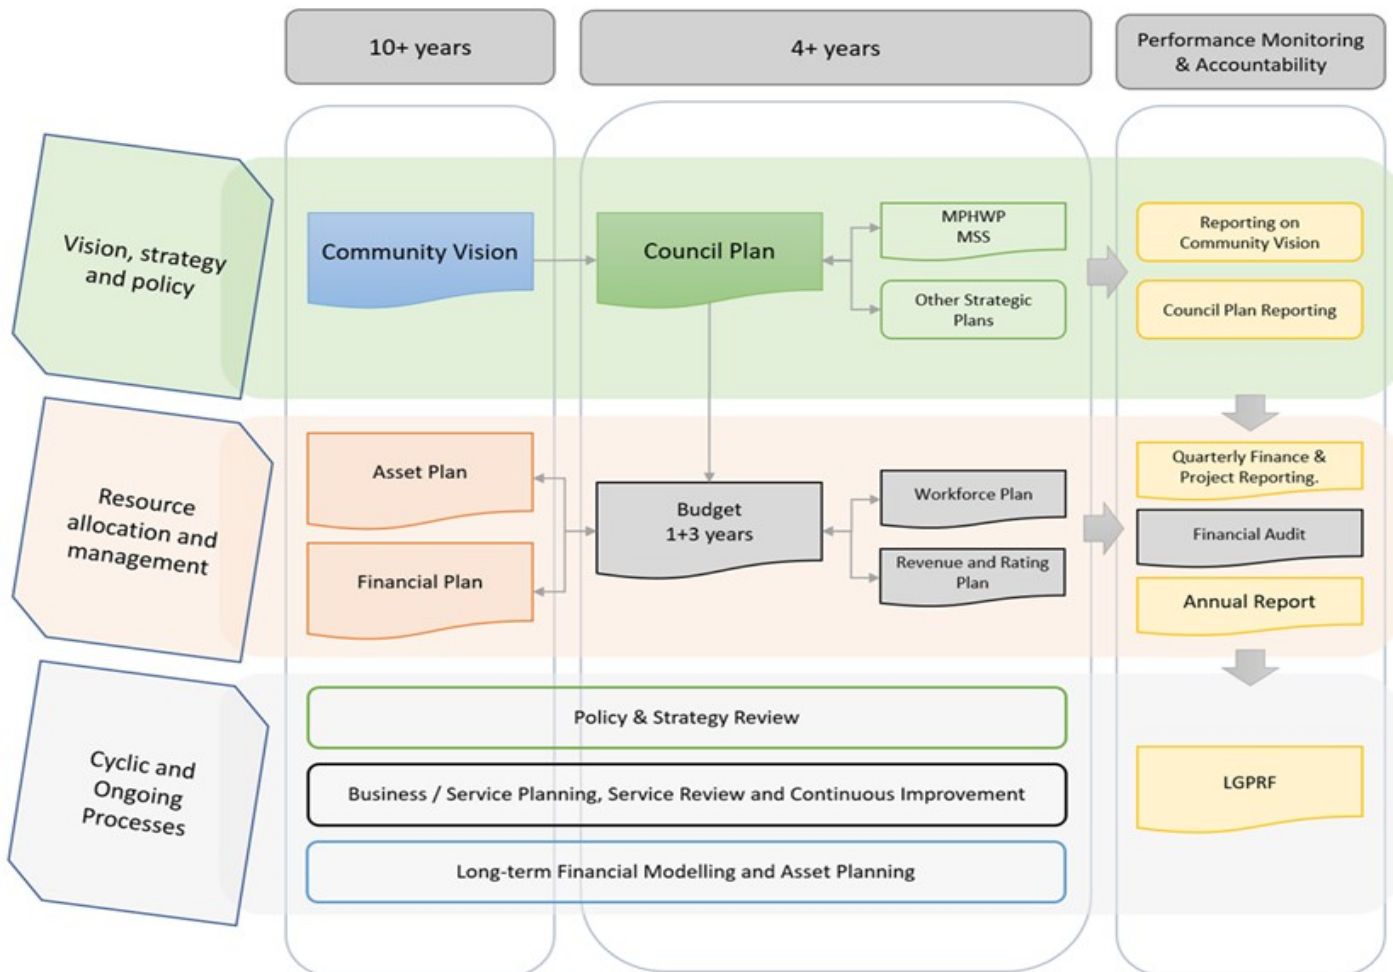 10+ years
4+ years
Performance Monitoring
& Accountability
Vision, strategy
and policy
Community Vision
Council Plan
MPHWP
MSS
Other Strategic
Plans
Reporting on
Community Vision
Council Plan Reporting
Resource
allocation and
management
Asset Plan
Financial Plan
Budget
1+3 years
Workforce Plan
Revenue and Rating
Plan
Quarterly Finance &
Project Reporting.
Financial Audit
Annual Report
Cyclic and
Ongoing
Processes
Policy & Strategy Review
Business / Service Planning, Service Review and Continuous Improvement
Long-term Financial Modelling and Asset Planning
LGPRF